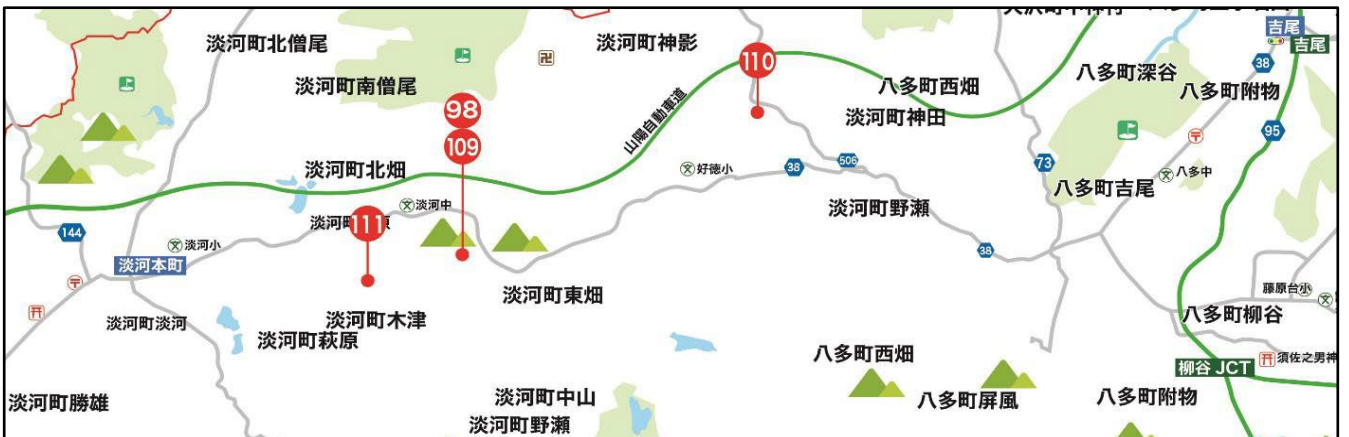 淡河町北僧尾
淡河町神影
吉尾
吉尾
38
110
淡河町南僧尾
八多町西畑
八多町深谷
八多町附物
98
淡河町神田
95
山陽自動車道
109
淡河町北畑
好徳小
38
506
73
八多中
八多町吉尾
淡河中
111
淡河町野瀬
144
淡河小
38
淡河本町
淡河町東畑
藤原台小
八多町柳谷
淡河町淡河
淡河町木津
淡河町萩原
八多町西畑
須佐之男神
柳谷 JCT
淡河町勝雄
淡河町中山
八多町屏風
八多町附物
淡河町野瀬